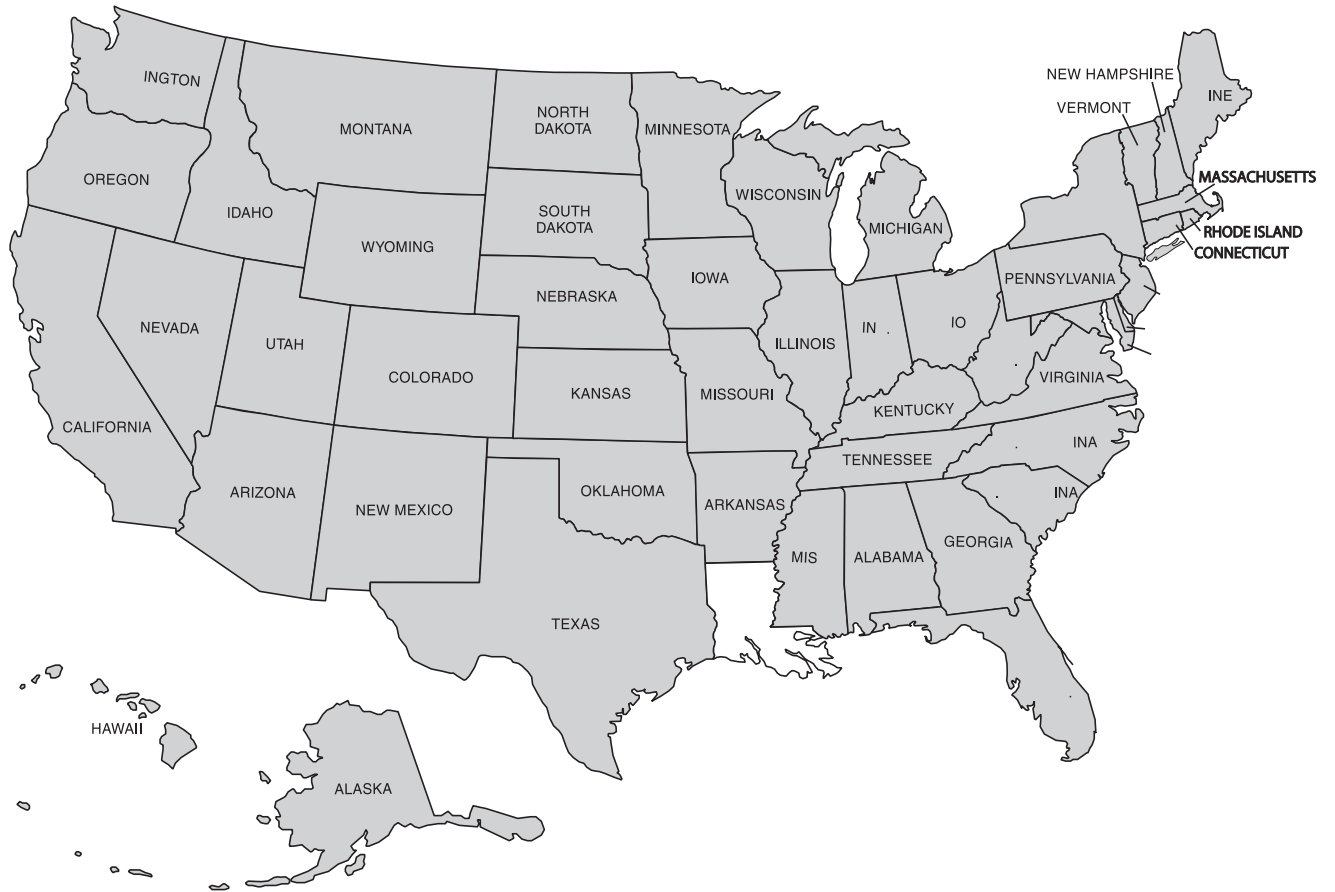 NEW HAMPSHIRE
VERMONT
INE
INGTON
MONTANA
NORTH
DAKOTA
MINNESOTA
OREGON
IDAHO
WYOMING
SOUTH
DAKOTA
WISCONSIN
MICHIGAN
MASSACHUSETTS
RHODE ISLAND
CONNECTICUT
NEVADA
UTAH
COLORADO
NEBRASKA
IOWA
ILLINOIS
IN
IO
PENNSYLVANIA
CALIFORNIA
KANSAS
MISSOURI
KENTUCKY
VIRGINIA
ARIZONA
NEW MEXICO
OKLAHOMA
ARKANSAS
TENNESSEE
INA
INA
TEXAS
MIS
ALABAMA
GEORGIA
HAWAII
ALASKA